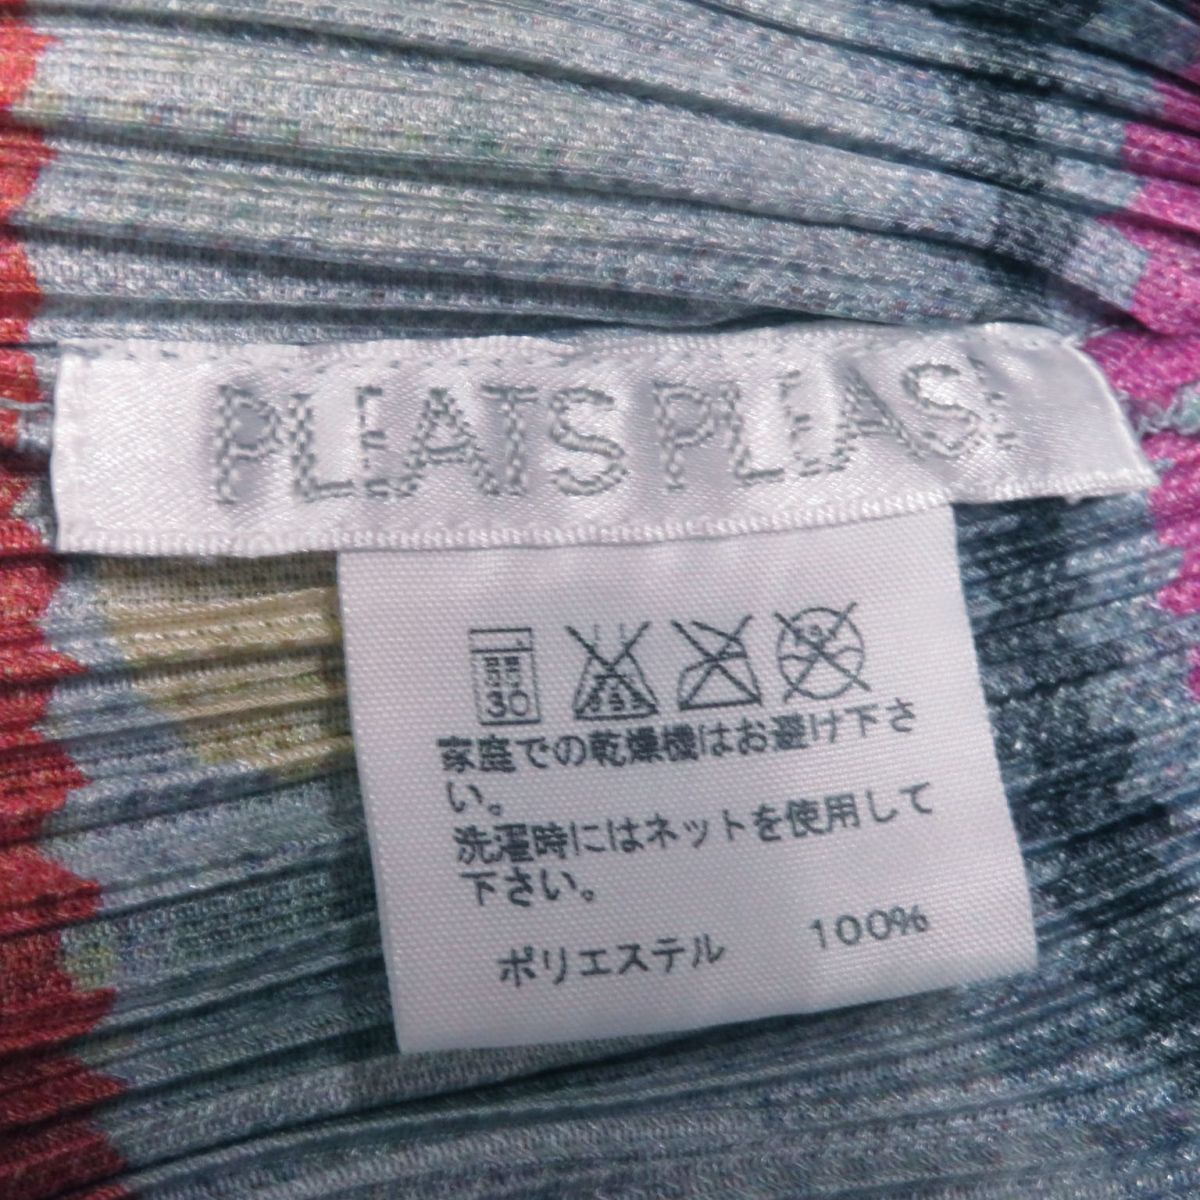 PLEATS PLEASE
30
家庭での乾燥機はお避け下さ
い。
洗濯時にはネットを使用して
下さい。
ポリエステル 100%